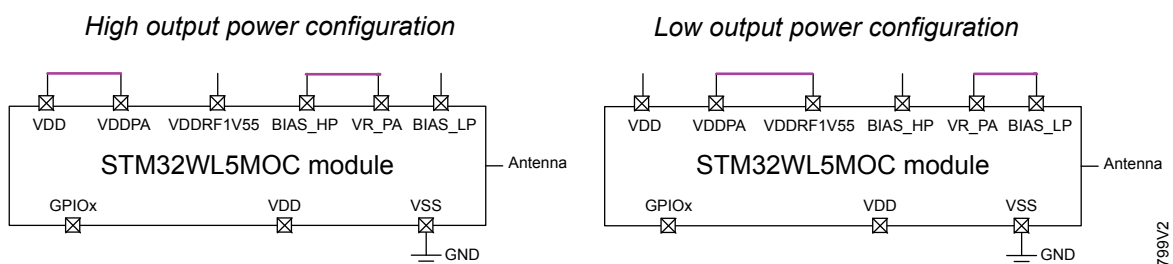 High output power configuration
Low output power configuration
VDD VDDPA VDDRF1V55 BIAS_HP VR_PA BIAS_LP
STM32WL5MOC module
Antenna
GPIOx VDD VSS
GND
VDD VDDPA VDDRF1V55 BIAS_HP VR_PA BIAS_LP
STM32WL5MOC module
Antenna
GPIOx VDD VSS
GND
799V2